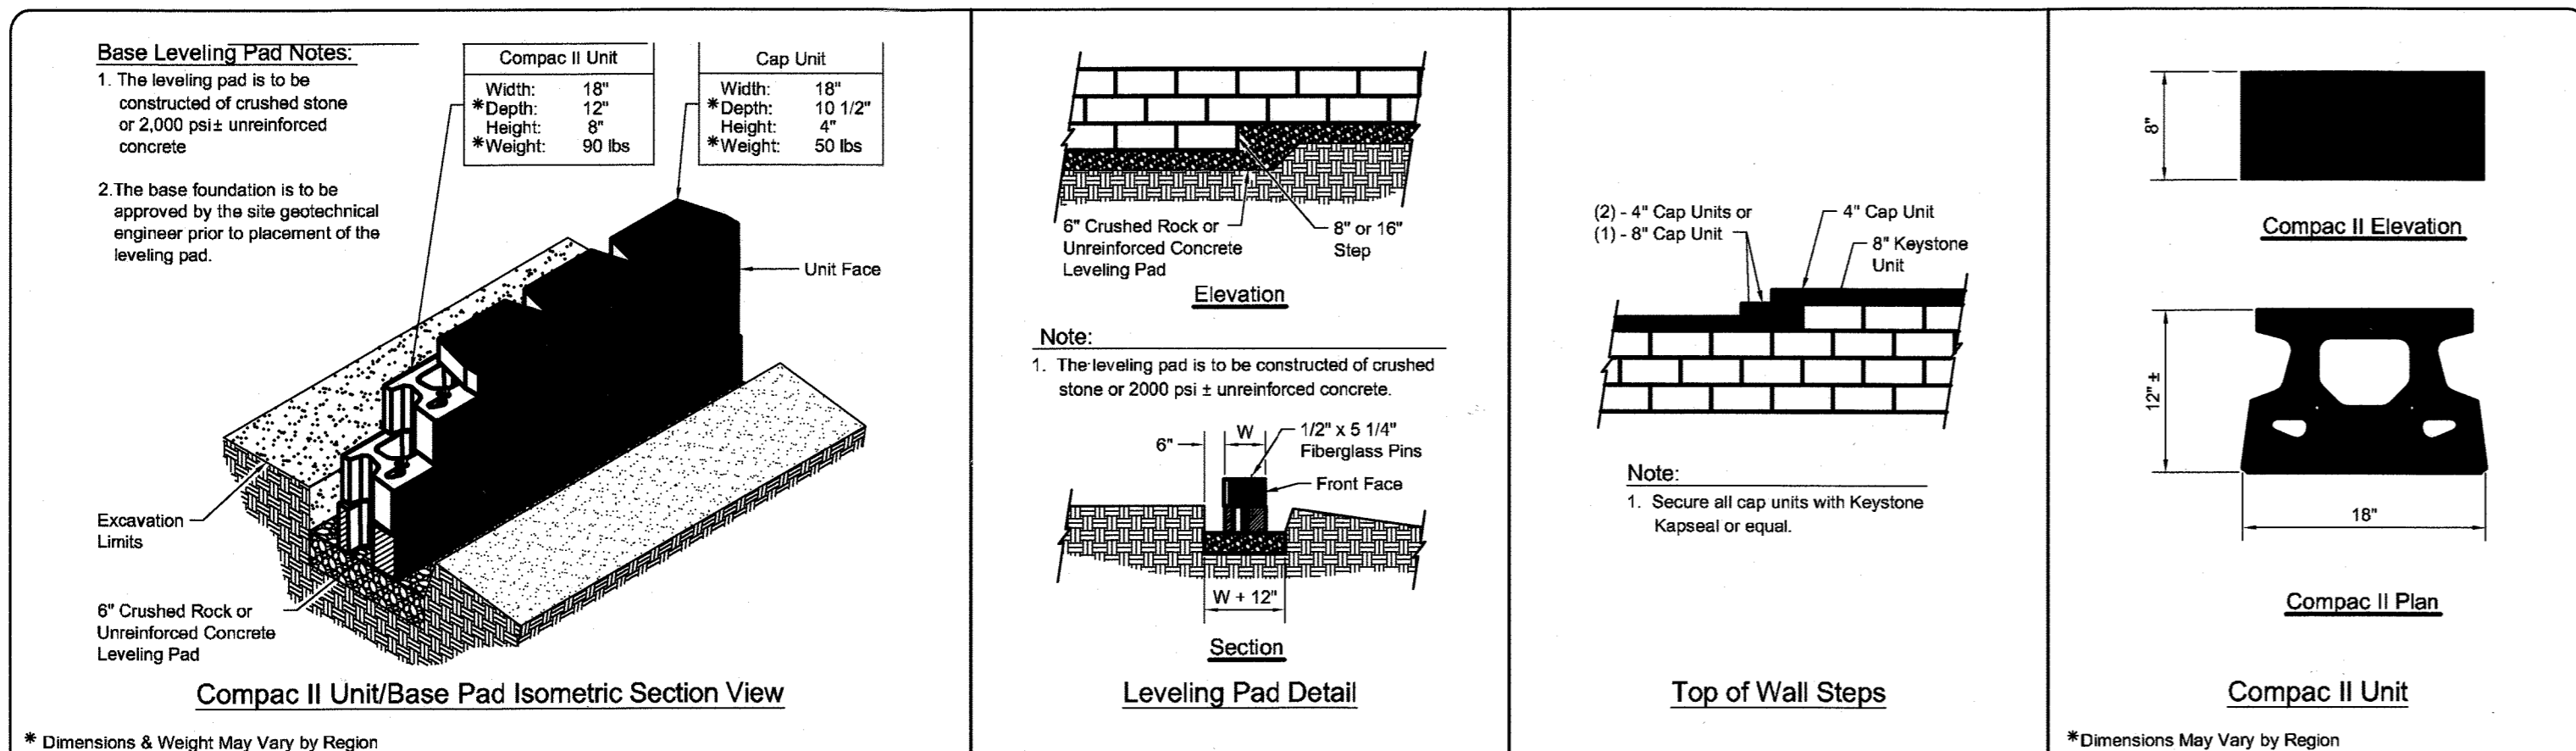 Base Leveling Pad Notes:
1. The leveling pad is to be
constructed of crushed stone
or 2,000 psi± unreinforced
concrete
2.The base foundation is to be
approved by the site geotechnical
engineer prior to placement of the
leveling pad.
Compac II Unit
Width: 18"
*Depth: 12"
Height: 8"
*Weight: 90 lbs
Cap Unit
Width: 18"
*Depth: 10 1/2"
Height: 4"
*Weight: 50 lbs
Unit Face
Excavation
Limits
6" Crushed Rock or
Unreinforced Concrete
Leveling Pad
Compac II Unit/Base Pad Isometric Section View
* Dimensions & Weight May Vary by Region
6" Crushed Rock or
Unreinforced Concrete
Leveling Pad
8" or 16"
Step
Elevation
Note:
1. The leveling pad is to be constructed of crushed
stone or 2000 psi ± unreinforced concrete.
6"
W
1/2" x 5 1/4"
Fiberglass Pins
Front Face
W + 12"
Section
Leveling Pad Detail
(2) - 4" Cap Units or
(1) - 8" Cap Unit
4" Cap Unit
8" Keystone
Unit
Note:
1. Secure all cap units with Keystone
Kapseal or equal.
Top of Wall Steps
8"
Compac II Elevation
12" ±
18"
Compac II Plan
Compac II Unit
*Dimensions May Vary by Region